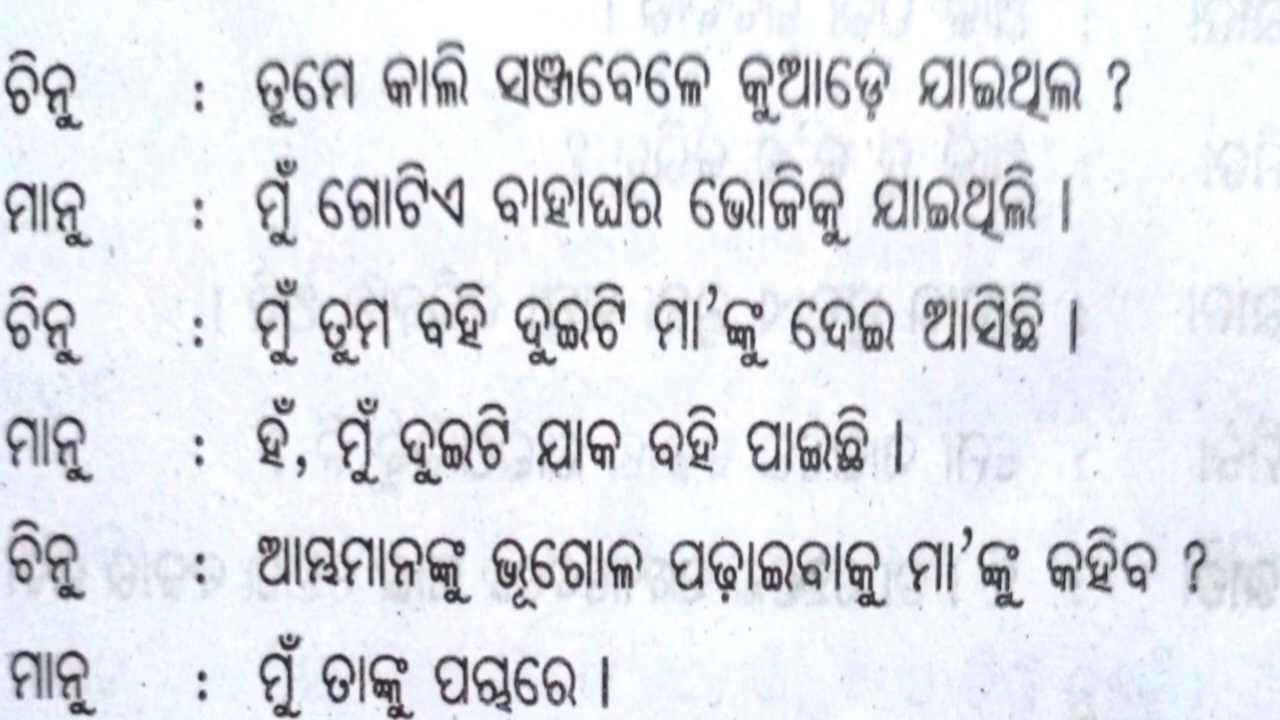 ଚିନୁ : ତୁମେ କାଲି ସଞ୍ଜବେଳେ କୁଆଡ଼େ ଯାଇଥିଲ ?
ମାନୁ : ମୁଁ ଗୋଟିଏ ବାହାଘର ଭୋଜିକୁ ଯାଇଥିଲି ।
ଚିନୁ : ମୁଁ ତୁମ ବହି ଦୁଇଟି ମା’ଙ୍କୁ ଦେଇ ଆସିଛି ।
ମାନୁ : ହଁ, ମୁଁ ଦୁଇଟି ଯାକ ବହି ପାଇଛି ।
ଚିନୁ : ଆମ୍ଭମାନଙ୍କୁ ଭୂଗୋଳ ପଢ଼ାଇବାକୁ ମା’ଙ୍କୁ କହିବ ?
ମାନୁ : ମୁଁ ତାଙ୍କୁ ପଚ୍ଚାରେ ।